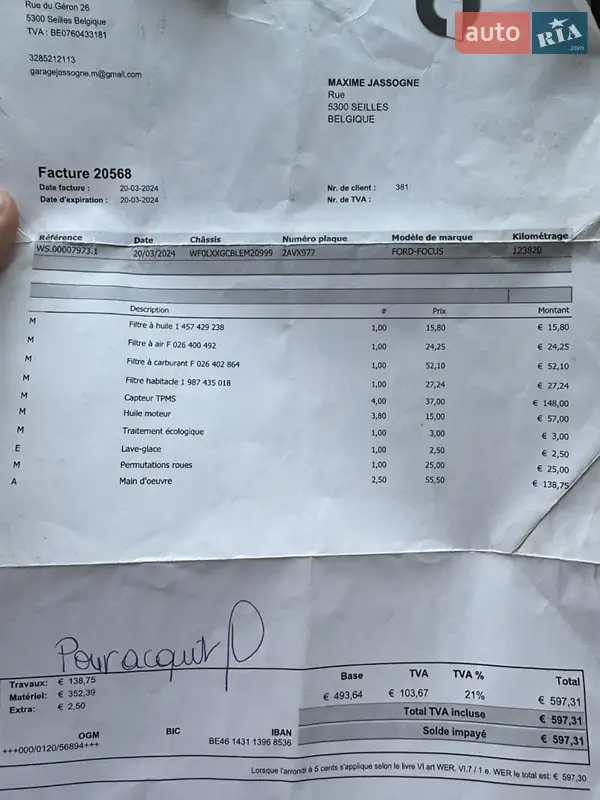 Rue du Géron 26
5300 Seilles Belgique
TVA : BE0760433181
3285212113
garagejassogne.m@gmail.com
auto RIA .com
MAXIME JASSOGNE
Rue
5300 SEILLES
BELGIQUE
Facture 20568
Date facture : 20-03-2024 Nr. de client : 381
Date d'expiration : 20-03-2024 Nr. de TVA :
Référence Date Châssis Numéro plaque Modèle de marque Kilométrage
WS.00007973.1 20/03/2024 WF0LXXGCBLEM20999 2AVX977 FORD-FOCUS 123820
Description # Prix Montant
M Filtre à huile 1 457 429 238 1,00 15,80 € 15,80
M Filtre à air F 026 400 492 1,00 24,25 € 24,25
M Filtre à carburant F 026 402 864 1,00 52,10 € 52,10
M Filtre habitacle 1 987 435 018 1,00 27,24 € 27,24
M Capteur TPMS 4,00 37,00 € 148,00
M Huile moteur 3,80 15,00 € 57,00
M Traitement écologique 1,00 3,00 € 3,00
E Lave-glace 1,00 2,50 € 2,50
M Permutations roues 1,00 25,00 € 25,00
A Main d'oeuvre 2,50 55,50 € 138,75
Pour acquit
Travaux: € 138,75
Matériel: € 352,39
Extra: € 2,50
Base TVA TVA % Total
€ 493,64 € 103,67 21% € 597,31
Total TVA incluse € 597,31
Solde impayé € 597,31
OGM BIC IBAN
+++000/0120/56894+++ BE46 1431 1396 8536
Lorsque l'arrondi à 5 cents s'applique selon le livre VI art WER. VI.7 / 1 e. WER le total est: € 597,30